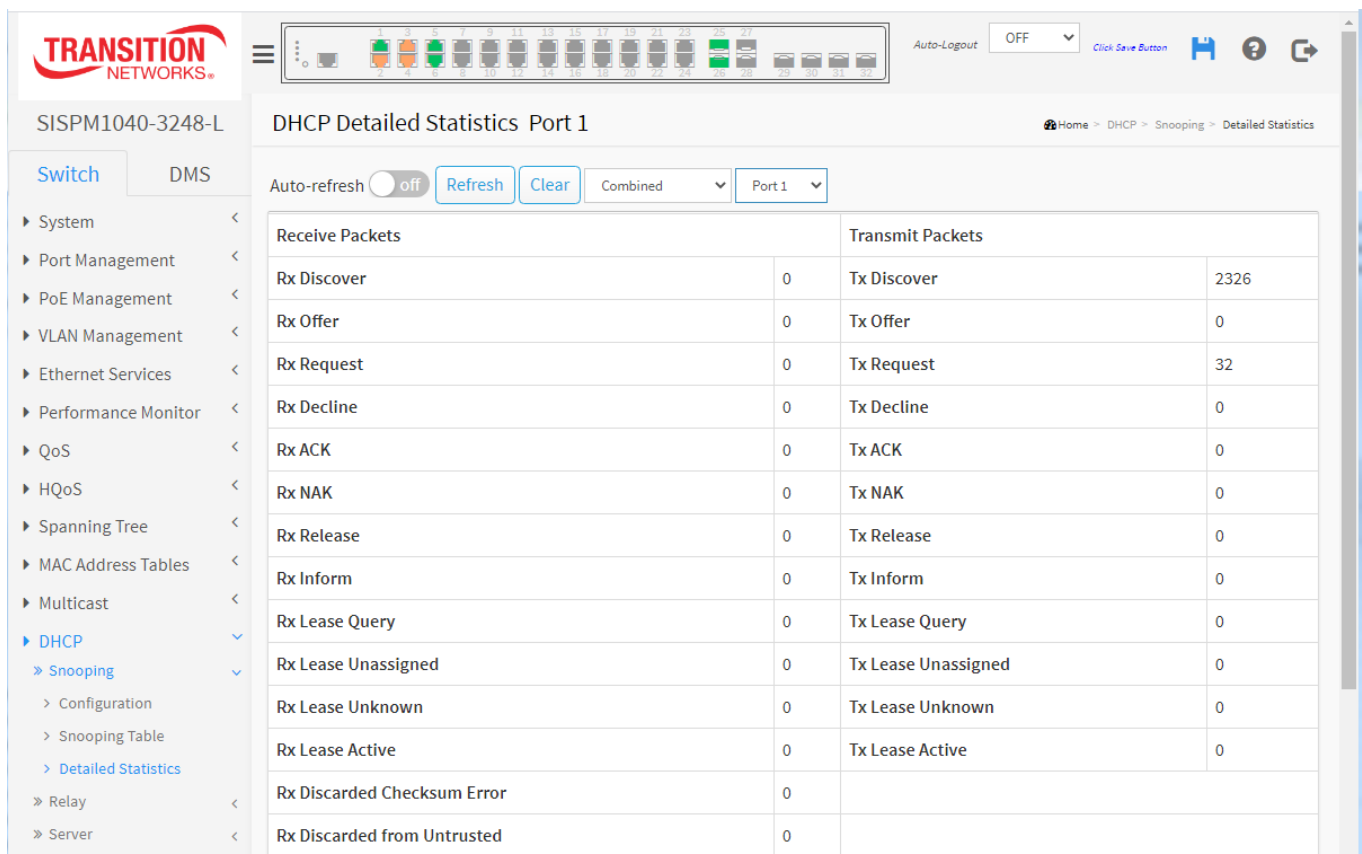 TRANSITION
NETWORKS®
1 3 5 7 9 11 13 15 17 19 21 23 25 27
2 4 6 8 10 12 14 16 18 20 22 24 26 28 29 30 31 32
Auto-Logout OFF Click Save Button
SISPM1040-3248-L
DHCP Detailed Statistics Port 1
Home > DHCP > Snooping > Detailed Statistics
Switch DMS
Auto-refresh off Refresh Clear Combined Port 1
System
Port Management
PoE Management
VLAN Management
Ethernet Services
Performance Monitor
QoS
HQoS
Spanning Tree
MAC Address Tables
Multicast
DHCP
» Snooping
> Configuration
> Snooping Table
> Detailed Statistics
» Relay
» Server
Receive Packets Transmit Packets
Rx Discover 0 Tx Discover 2326
Rx Offer 0 Tx Offer 0
Rx Request 0 Tx Request 32
Rx Decline 0 Tx Decline 0
Rx ACK 0 Tx ACK 0
Rx NAK 0 Tx NAK 0
Rx Release 0 Tx Release 0
Rx Inform 0 Tx Inform 0
Rx Lease Query 0 Tx Lease Query 0
Rx Lease Unassigned 0 Tx Lease Unassigned 0
Rx Lease Unknown 0 Tx Lease Unknown 0
Rx Lease Active 0 Tx Lease Active 0
Rx Discarded Checksum Error 0
Rx Discarded from Untrusted 0